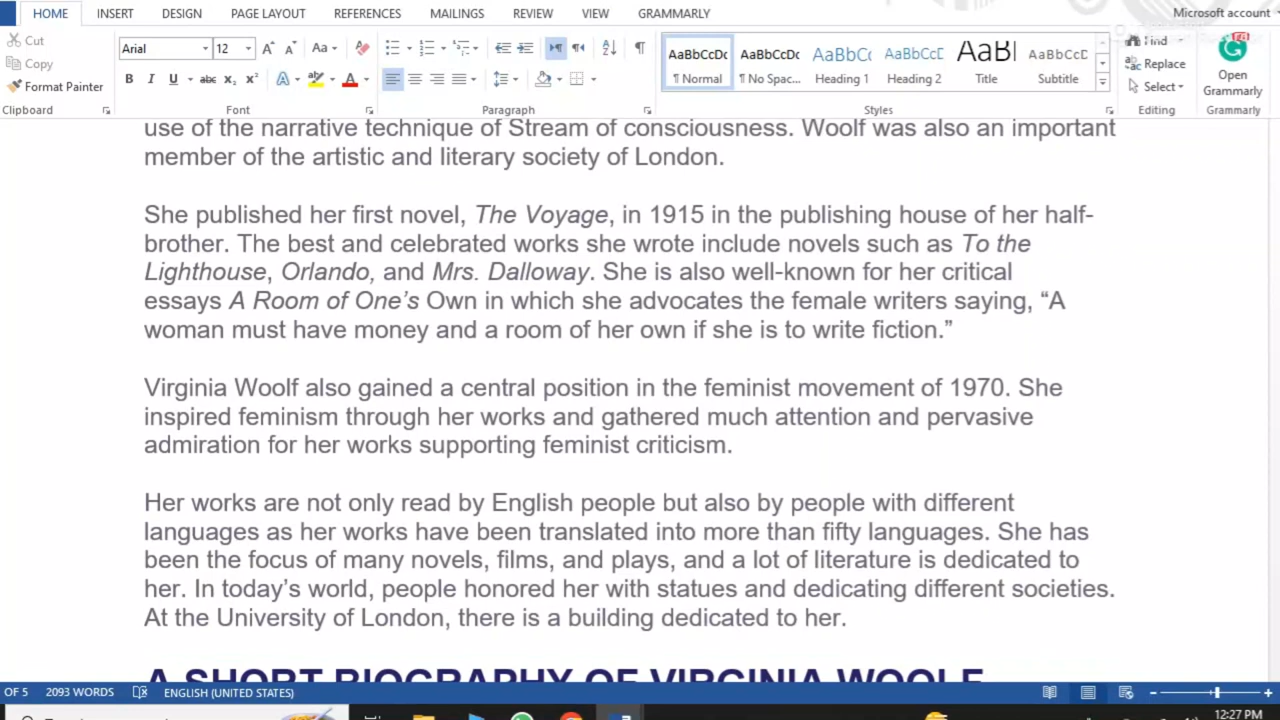 HOME INSERT DESIGN PAGE LAYOUT REFERENCES MAILINGS REVIEW VIEW GRAMMARLY Microsoft account
Cut
Copy
Format Painter
Clipboard
Arial 12
Aa
B I U abc x₂ x² A A
Font
Paragraph
AaBbCcDc AaBbCcDc AaBbC( AaBbCcD AaBl AaBbCcD
¶ Normal ¶ No Spac... Heading 1 Heading 2 Title Subtitle
Styles
Find
Replace
Select
Editing
Open
Grammarly
Grammarly
use of the narrative technique of Stream of consciousness. Woolf was also an important
member of the artistic and literary society of London.
She published her first novel, The Voyage, in 1915 in the publishing house of her half-
brother. The best and celebrated works she wrote include novels such as To the
Lighthouse, Orlando, and Mrs. Dalloway. She is also well-known for her critical
essays A Room of One’s Own in which she advocates the female writers saying, “A
woman must have money and a room of her own if she is to write fiction.”
Virginia Woolf also gained a central position in the feminist movement of 1970. She
inspired feminism through her works and gathered much attention and pervasive
admiration for her works supporting feminist criticism.
Her works are not only read by English people but also by people with different
languages as her works have been translated into more than fifty languages. She has
been the focus of many novels, films, and plays, and a lot of literature is dedicated to
her. In today’s world, people honored her with statues and dedicating different societies.
At the University of London, there is a building dedicated to her.
A SHORT BIOGRAPHY OF VIRGINIA WOOLF
OF 5 2093 WORDS ENGLISH (UNITED STATES)
12:27 PM